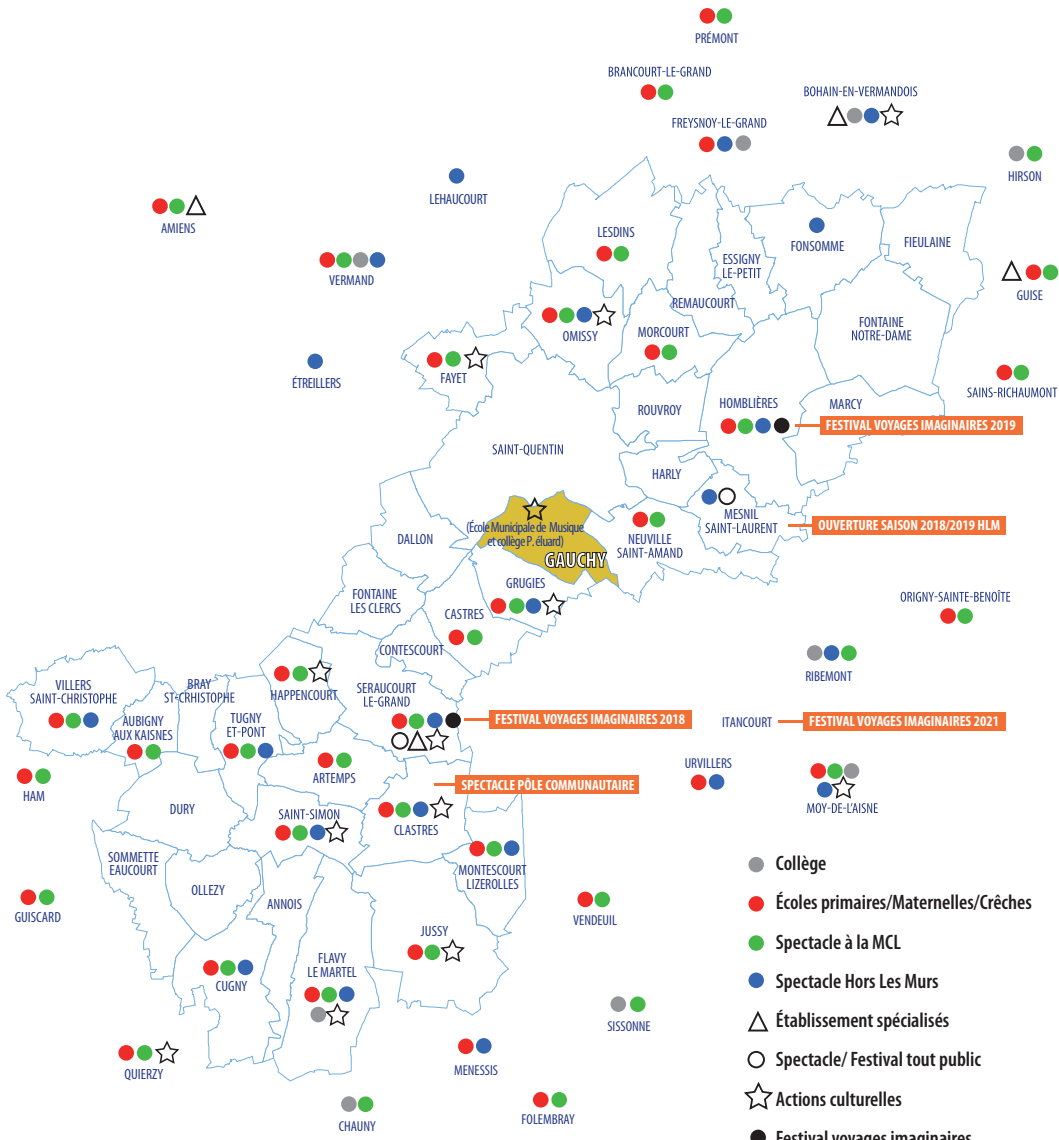 PRÉMONT
BRANCOURT-LE-GRAND
BOHAIN-EN-VERMANDOIS
FREYSNOY-LE-GRAND
HIRSON
LEHAUCOURT
AMIENS
LESDINS
FONSOMME
FIEULAINE
ESSIGNY
LE-PETIT
VERMAND
GUISE
REMAUCOURT
OMISSY
MORCOURT
FONTAINE
NOTRE-DAME
FAYET
ÉTREILLERS
SAINS-RICHAUMONT
ROUVROY
HOMBLIÈRES
MARCY
FESTIVAL VOYAGES IMAGINAIRES 2019
SAINT-QUENTIN
HARLY
MESNIL
SAINT-LAURENT
OUVERTURE SAISON 2018/2019 HLM
(École Municipale de Musique
et collège P. éluard)
GAUCHY
NEUVILLE
SAINT-AMAND
DALLON
GRUGIES
FONTAINE
LES CLERCS
CASTRES
ORIGNY-SAINTE-BENOÎTE
CONTESCOURT
RIBEMONT
VILLERS
SAINT-CHRISTOPHE
BRAY
ST-CRHISTOPHE
HAPPENCOURT
SERAUCOURT
LE-GRAND
AUBIGNY
AUX KAISNES
TUGNY
ET-PONT
FESTIVAL VOYAGES IMAGINAIRES 2018
ITANCOURT
FESTIVAL VOYAGES IMAGINAIRES 2021
HAM
ARTEMPS
URVILLERS
SPECTACLE PÔLE COMMUNAUTAIRE
MOY-DE-L'AISNE
DURY
SAINT-SIMON
CLASTRES
SOMMETTE
EAUCOURT
OLLEZY
ANNOIS
MONTESCOURT
LIZEROLLES
GUISCARD
VENDEUIL
JUSSY
FLAVY
LE MARTEL
CUGNY
SISSONNE
QUIERZY
MENESSIS
CHAUNY
FOLEMBRAY
Collège
Écoles primaires/Maternelles/Crêches
Spectacle à la MCL
Spectacle Hors Les Murs
Établissement spécialisés
Spectacle/ Festival tout public
Actions culturelles
Festival voyages imaginaires